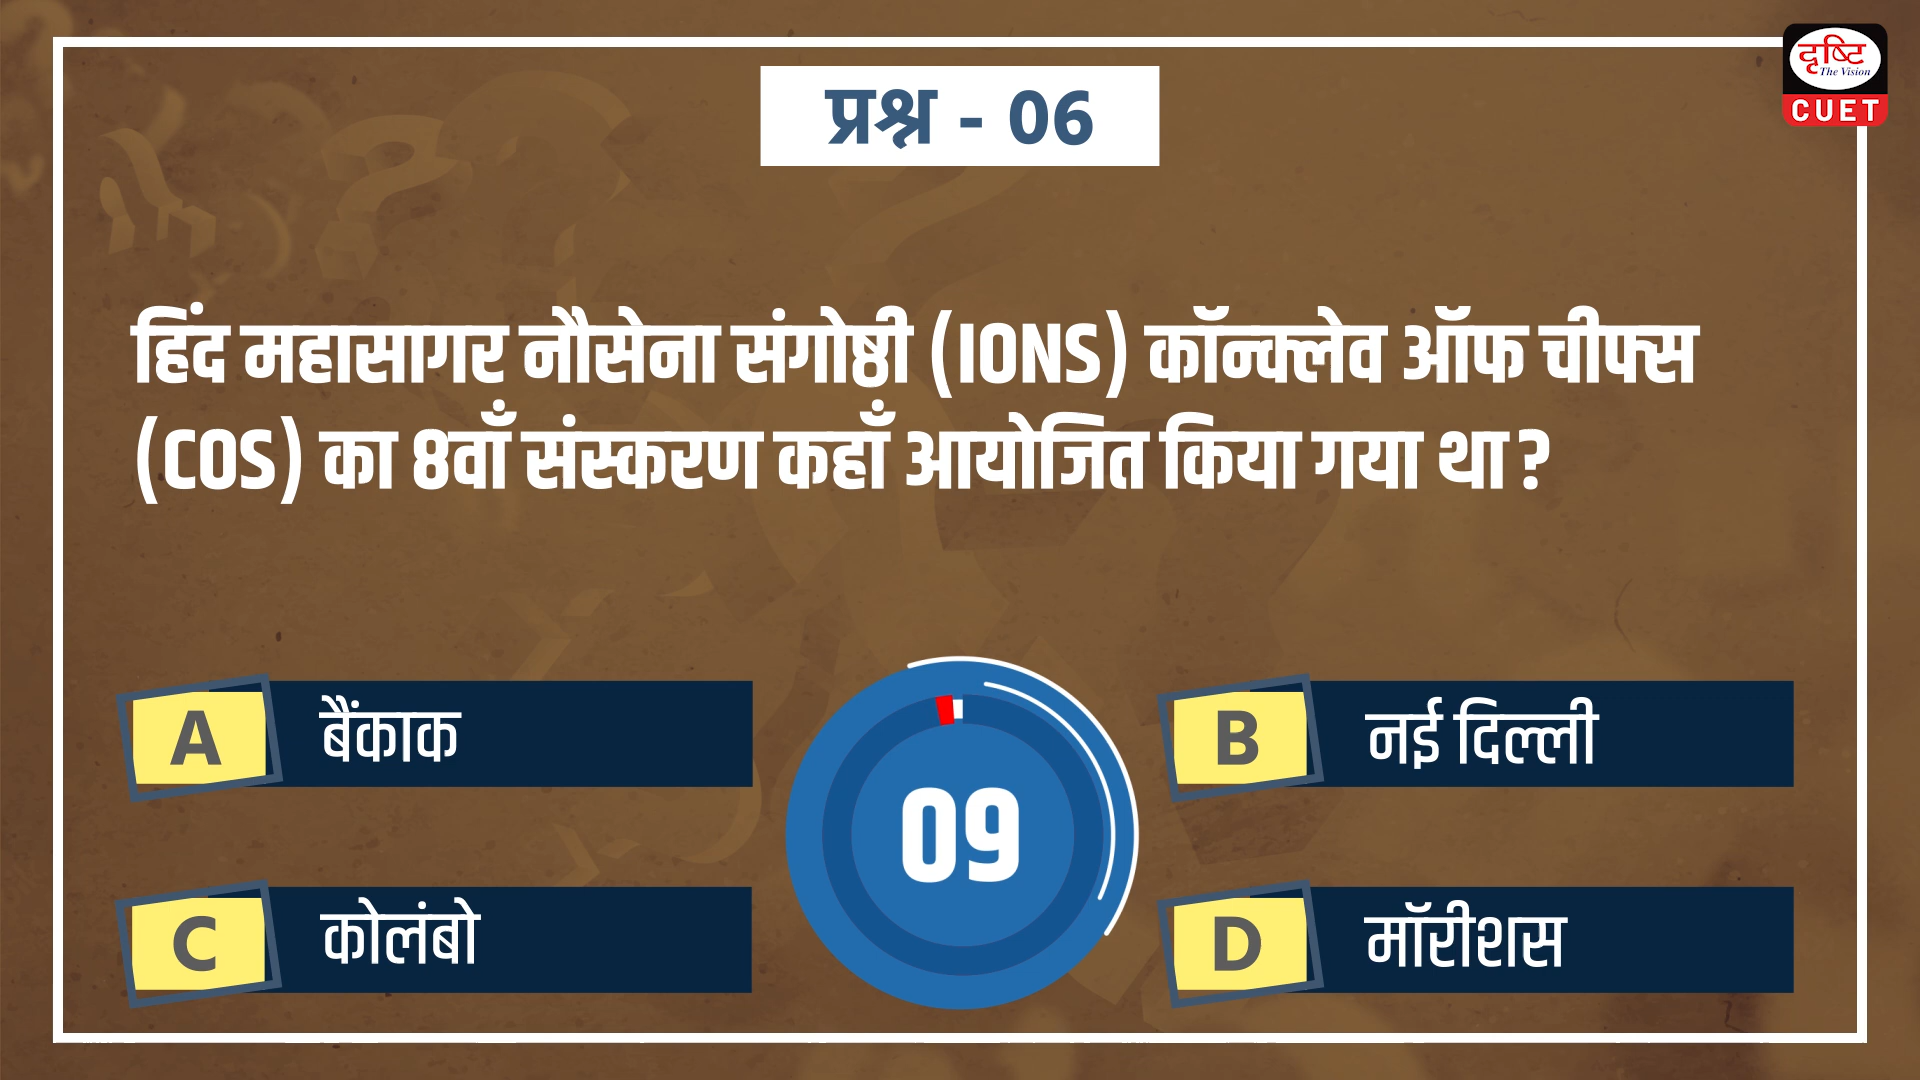 दृष्टि
The Vision
CUET
प्रश्न - 06
हिंद महासागर नौसेना संगोष्ठी (IONS) कॉन्क्लेव ऑफ चीफ्स
(COS) का 8वाँ संस्करण कहाँ आयोजित किया गया था ?
A बैंकाक
B नई दिल्ली
09
C कोलंबो
D मॉरीशस